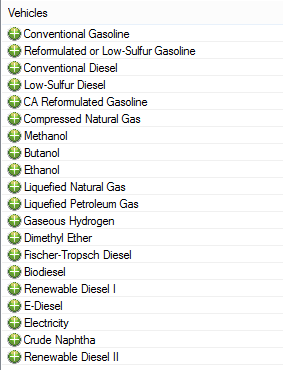 Vehicles
Conventional Gasoline
Reformulated or Low-Sulfur Gasoline
Conventional Diesel
Low-Sulfur Diesel
CA Reformulated Gasoline
Compressed Natural Gas
Methanol
Butanol
Ethanol
Liquefied Natural Gas
Liquefied Petroleum Gas
Gaseous Hydrogen
Dimethyl Ether
Fischer-Tropsch Diesel
Biodiesel
Renewable Diesel I
E-Diesel
Electricity
Crude Naphtha
Renewable Diesel II